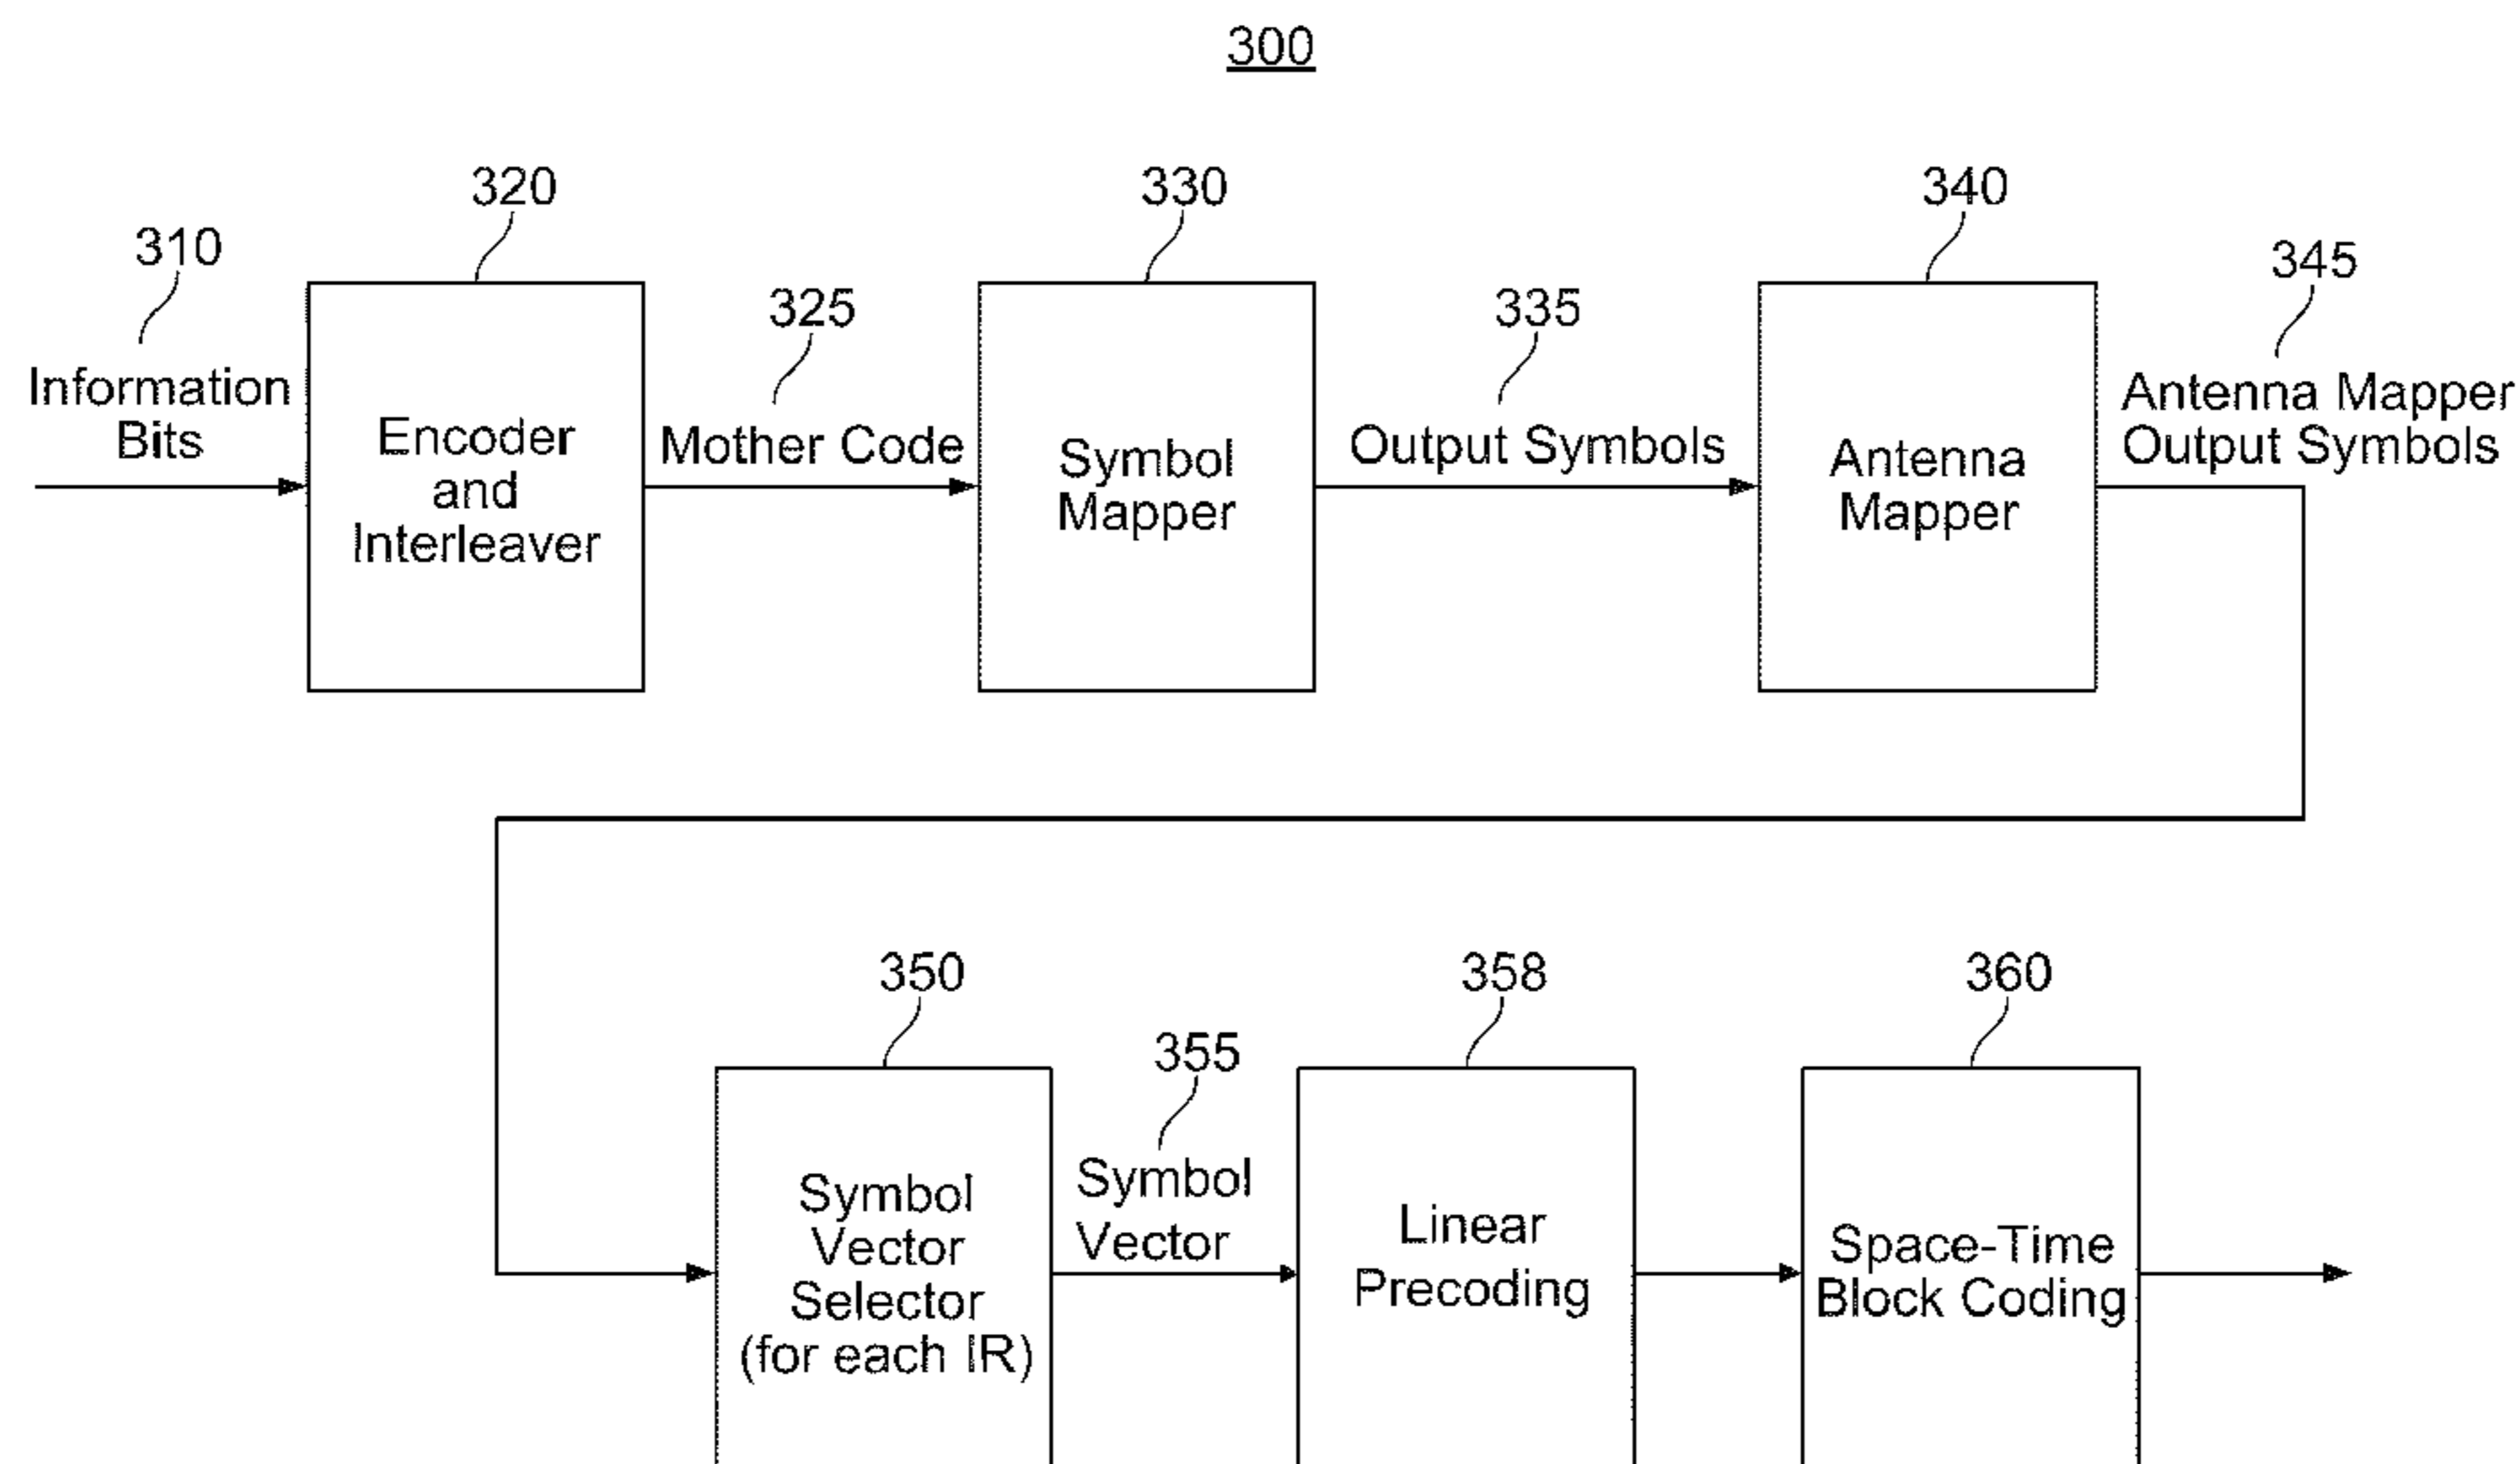 300
320
330
340
310
345
325
335
Information
Bits
Encoder
and
Interleaver
Mother Code
Symbol
Mapper
Output Symbols
Antenna
Mapper
Antenna Mapper
Output Symbols
350
358
360
355
Symbol
Vector
Selector
(for each IR)
Symbol
Vector
Linear
Precoding
Space-Time
Block Coding